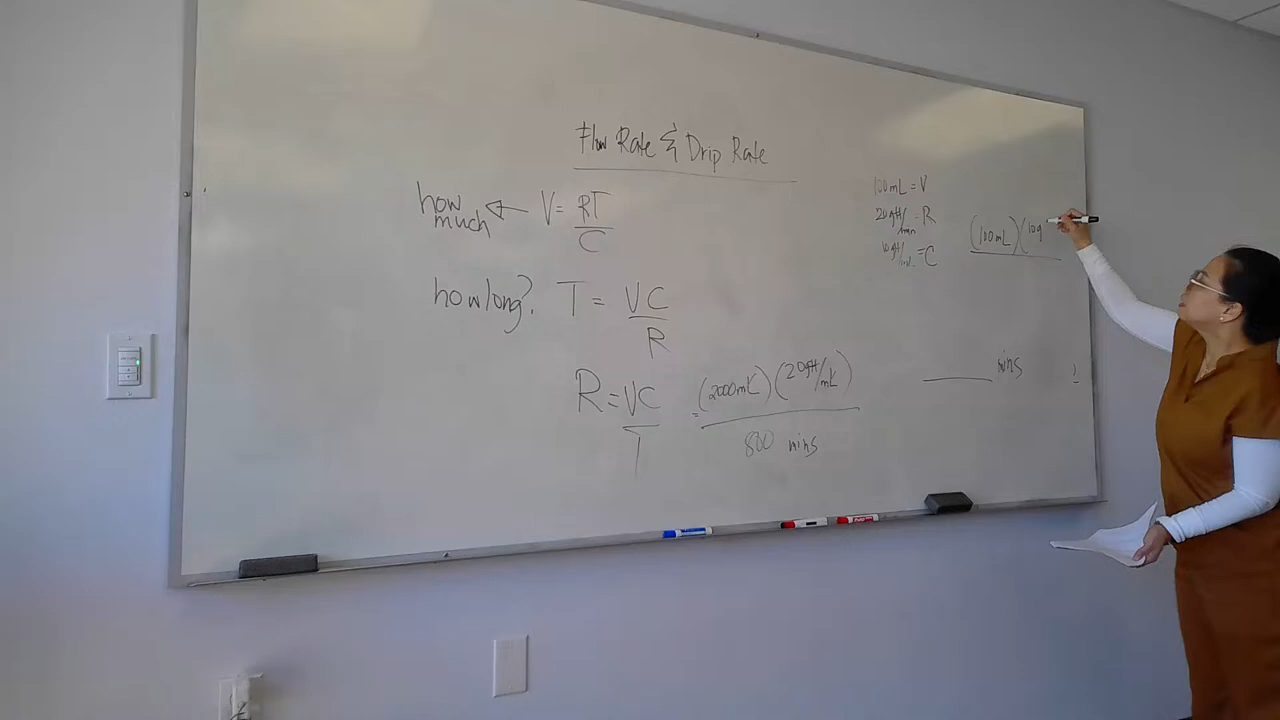 Flow Rate & Drip Rate
how much ← V = RT/C
how long? T = VC/R
R = VC/T = (2000mL)(20gtt/mL)/800 mins
100mL = V
20gtt/min = R
10gtt/mL = C
(100mL)(10g
____ mins